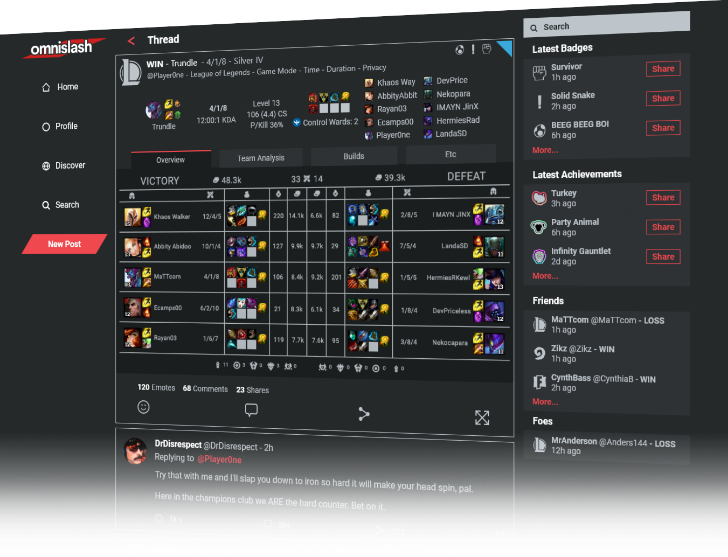 omnislash
Home
Profile
Discover
Search
New Post
Thread
WIN - Trundle - 4/1/8 - Silver IV
@Player0ne - League of Legends - Game Mode - Time - Duration - Privacy
Trundle
4/1/8
12:00:1 KDA
Level 13
106 (4.4) CS
P/Kill 36%
Control Wards: 2
Khaos Way
AbbityAbbit
Rayan03
Ecampa00
Player0ne
DevPrice
Nekopara
IMAYN JinX
HermiesRad
LandaSD
Overview
Team Analysis
Builds
Etc
VICTORY
48.3k
33
14
39.3k
DEFEAT
Khaos Walker 12/4/5 220 14.1k 6.6k 82 2/8/5 I MAYN JINX
Abbity Abidoo 10/1/4 127 9.9k 9.7k 29 7/5/4 LandaSD
MaTTcom 4/1/8 106 8.4k 9.2k 201 1/5/5 HermiesRKewl
Ecampa00 6/2/10 21 8.3k 6.1k 34 1/8/4 DevPriceless
Rayan03 1/6/7 119 7.7k 7.6k 95 3/8/4 Nekocapara
120 Emotes 68 Comments 23 Shares
DrDisrespect @DrDisrespect - 2h
Replying to @Player0ne
Try that with me and I'll slap you down to iron so hard it will make your head spin, pal.
Here in the champions club we ARE the hard counter. Bet on it.
Search
Latest Badges
Survivor
1h ago
Share
Solid Snake
2h ago
Share
BEEG BEEG BOI
6h ago
Share
More...
Latest Achievements
Turkey
3h ago
Share
Party Animal
6h ago
Share
Infinity Gauntlet
2d ago
Share
More...
Friends
MaTTcom @MaTTcom - LOSS
1h ago
Zikz @Zikz - WIN
1h ago
CynthBass @CynthiaB - WIN
2h ago
More...
Foes
MrAnderson @Anders144 - LOSS
12h ago